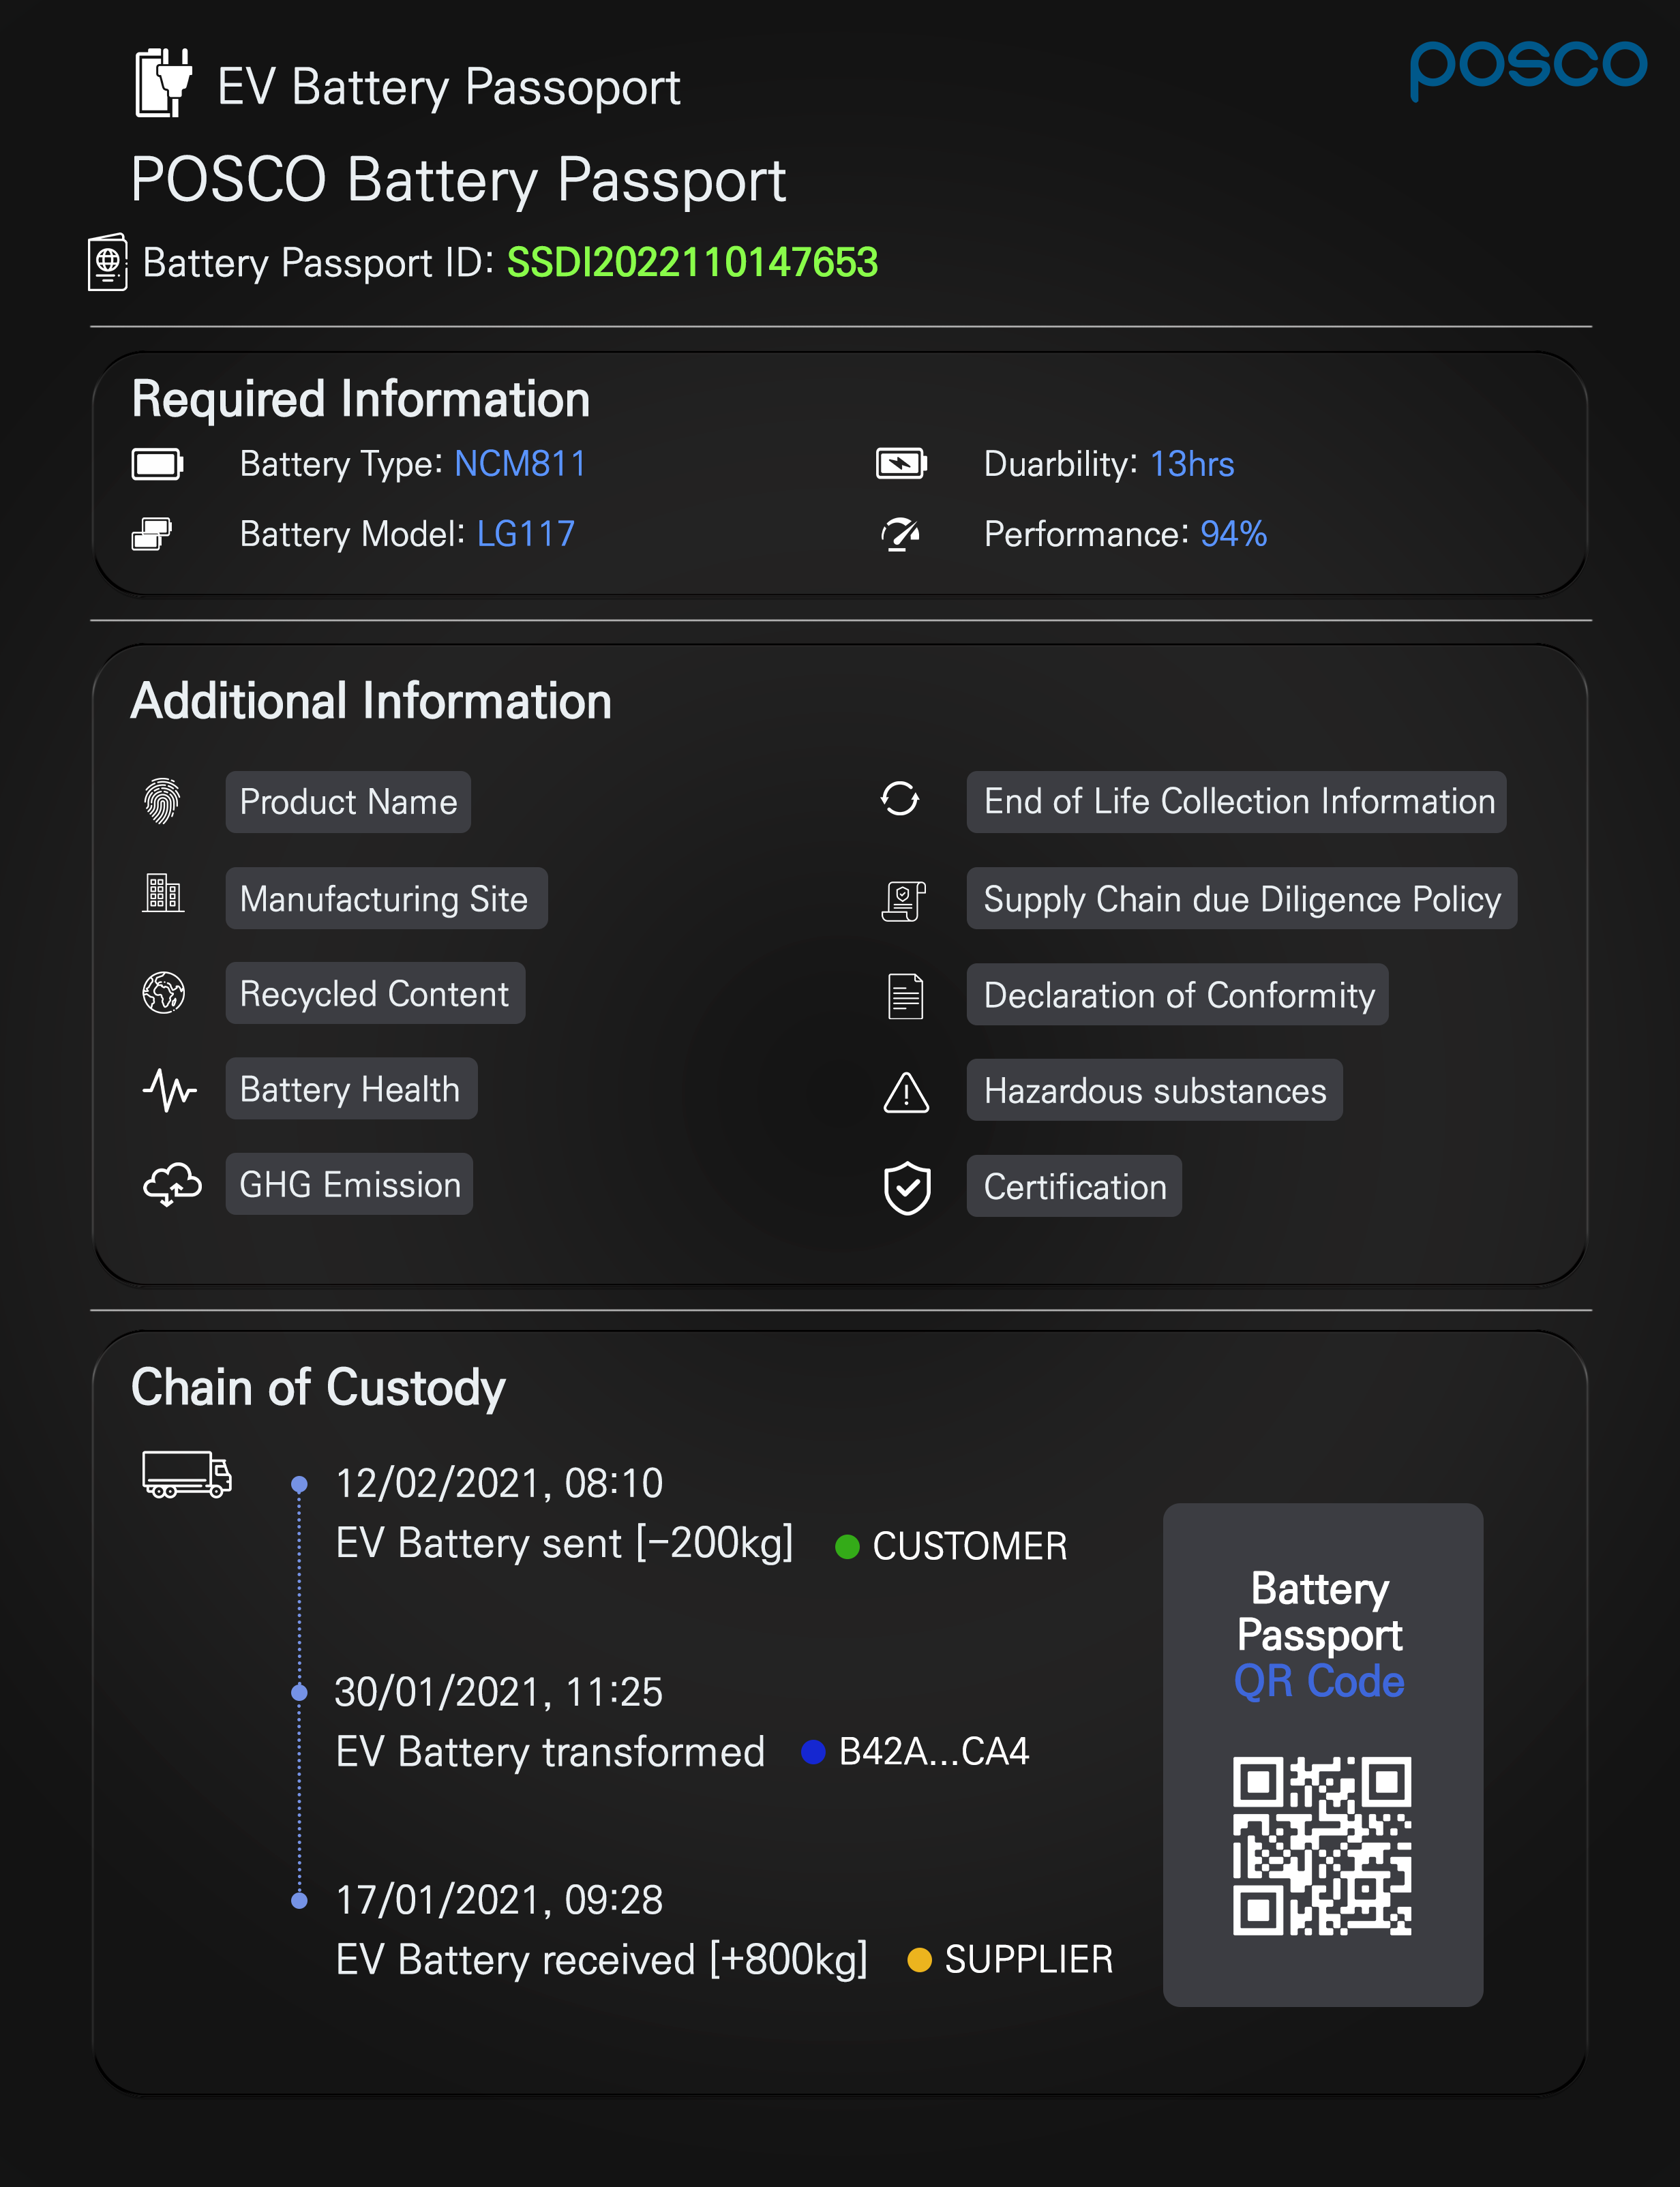 posco
EV Battery Passoport
POSCO Battery Passport
Battery Passport ID: SSDI2022110147653
Required Information
Battery Type: NCM811
Duarbility: 13hrs
Battery Model: LG117
Performance: 94%
Additional Information
Product Name
End of Life Collection Information
Manufacturing Site
Supply Chain due Diligence Policy
Recycled Content
Declaration of Conformity
Battery Health
Hazardous substances
GHG Emission
Certification
Chain of Custody
12/02/2021, 08:10
EV Battery sent [-200kg] CUSTOMER
30/01/2021, 11:25
EV Battery transformed B42A...CA4
17/01/2021, 09:28
EV Battery received [+800kg] SUPPLIER
Battery
Passport
QR Code